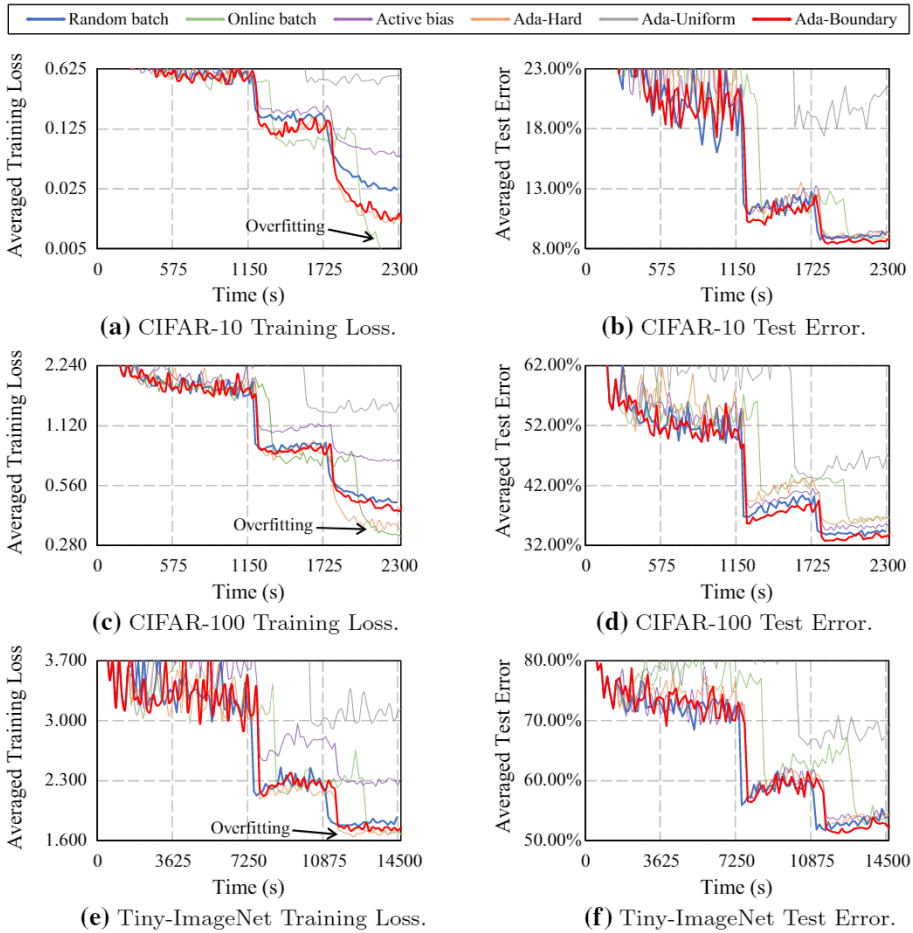 Random batch Online batch Active bias Ada-Hard Ada-Uniform Ada-Boundary
Averaged Training Loss
0.625
0.125
0.025
0.005
Overfitting
0 575 1150 1725 2300
Time (s)
(a) CIFAR-10 Training Loss.
Averaged Test Error
23.00%
18.00%
13.00%
8.00%
0 575 1150 1725 2300
Time (s)
(b) CIFAR-10 Test Error.
Averaged Training Loss
2.240
1.120
0.560
0.280
Overfitting
0 575 1150 1725 2300
Time (s)
(c) CIFAR-100 Training Loss.
Averaged Test Error
62.00%
52.00%
42.00%
32.00%
0 575 1150 1725 2300
Time (s)
(d) CIFAR-100 Test Error.
Averaged Training Loss
3.700
3.000
2.300
1.600
Overfitting
0 3625 7250 10875 14500
Time (s)
(e) Tiny-ImageNet Training Loss.
Averaged Test Error
80.00%
70.00%
60.00%
50.00%
0 3625 7250 10875 14500
Time (s)
(f) Tiny-ImageNet Test Error.